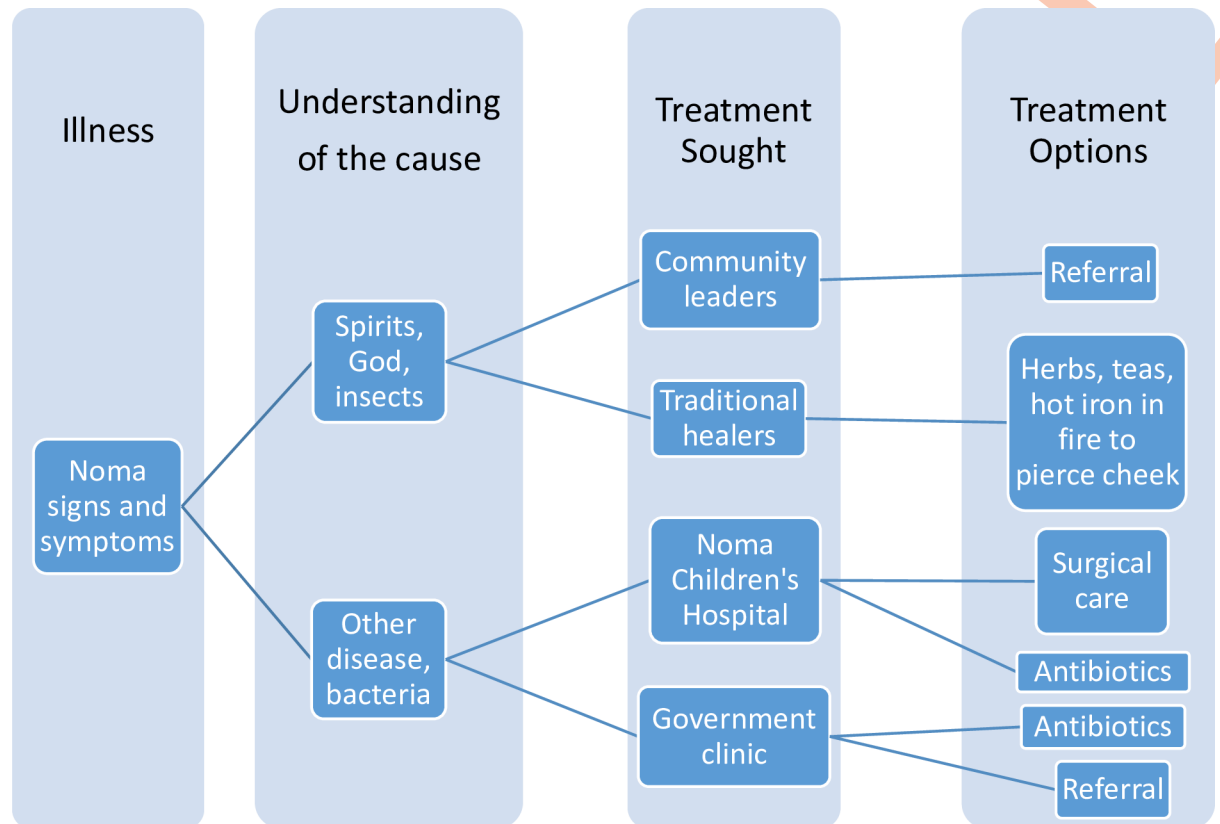 Illness
Understanding
of the cause
Treatment
Sought
Treatment
Options
Noma
signs and
symptoms
Spirits,
God,
insects
Other
disease,
bacteria
Community
leaders
Traditional
healers
Noma
Children's
Hospital
Government
clinic
Referral
Herbs, teas,
hot iron in
fire to
pierce cheek
Surgical
care
Antibiotics
Antibiotics
Referral